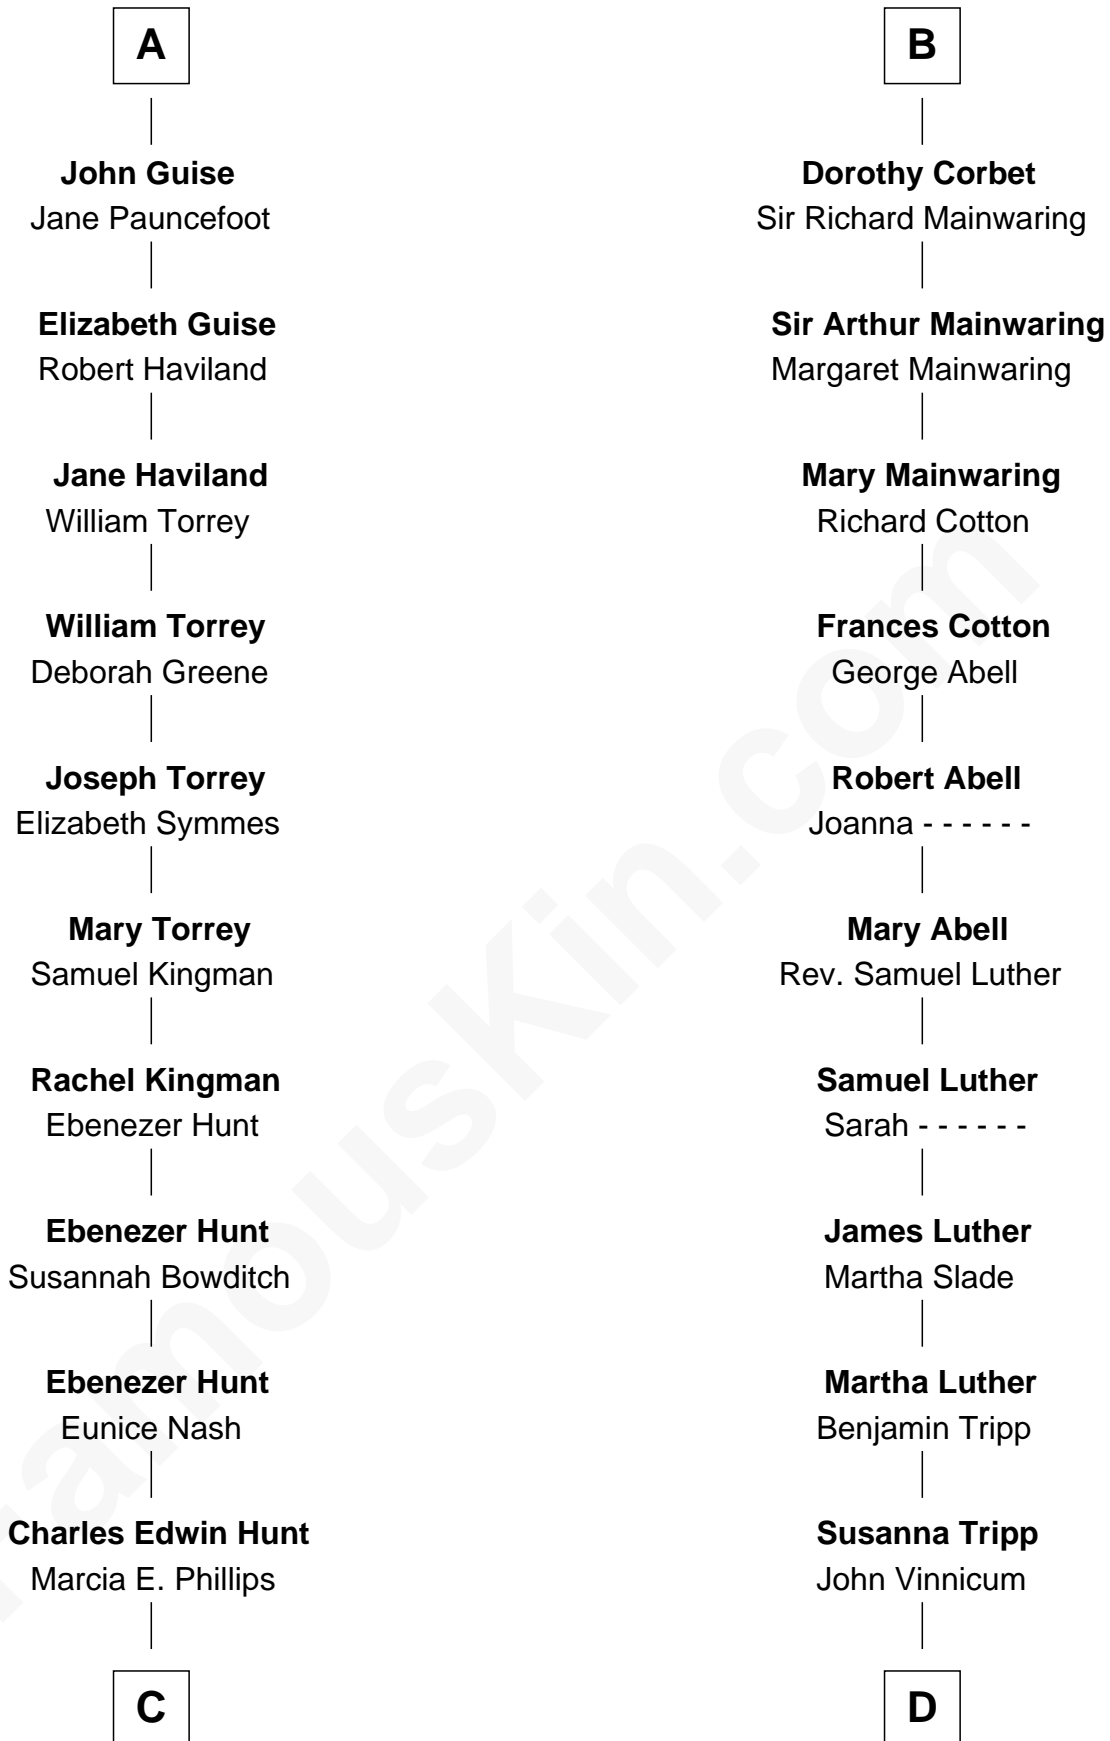 A
John Guise
Jane Pauncefoot
Elizabeth Guise
Robert Haviland
Jane Haviland
William Torrey
William Torrey
Deborah Greene
Joseph Torrey
Elizabeth Symmes
Mary Torrey
Samuel Kingman
Rachel Kingman
Ebenezer Hunt
Ebenezer Hunt
Susannah Bowditch
Ebenezer Hunt
Eunice Nash
Charles Edwin Hunt
Marcia E. Phillips
C
B
Dorothy Corbet
Sir Richard Mainwaring
Sir Arthur Mainwaring
Margaret Mainwaring
Mary Mainwaring
Richard Cotton
Frances Cotton
George Abell
Robert Abell
Joanna - - - - - -
Mary Abell
Rev. Samuel Luther
Samuel Luther
Sarah - - - - - -
James Luther
Martha Slade
Martha Luther
Benjamin Tripp
Susanna Tripp
John Vinnicum
D
FamousKin.com